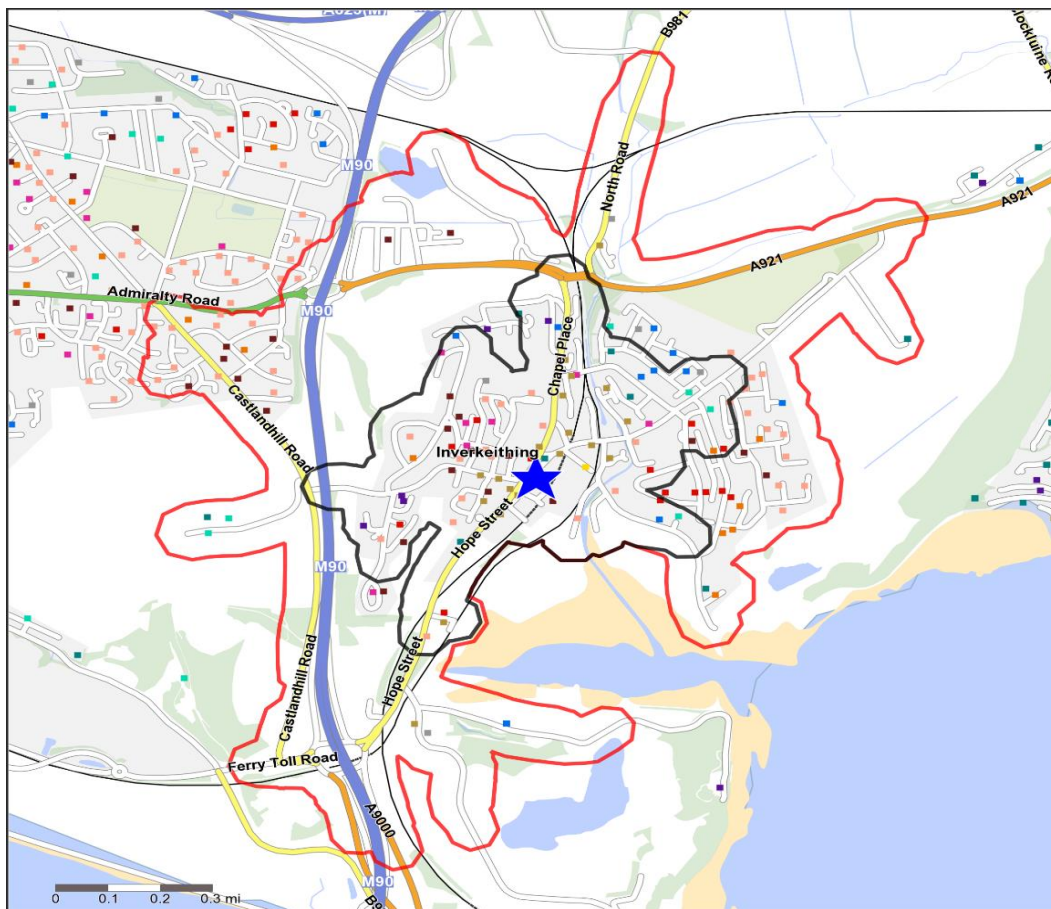 A823(M)
B981
M90
North Road
A921
A921
Admiralty Road
M90
Chapel Place
Castlandhill Road
Inverkeithing
Hope Street
M90
Castlandhill Road
Hope Street
Ferry Toll Road
A9000
M90
0 0.1 0.2 0.3 mi